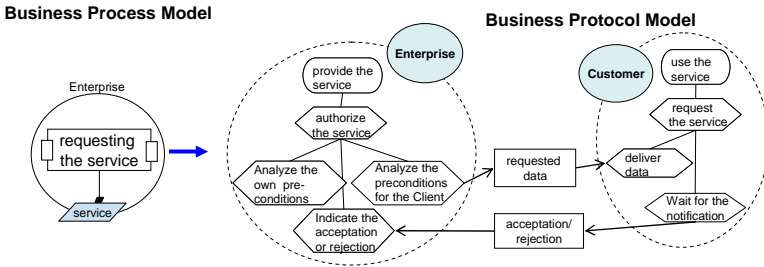 Business Process Model
Business Protocol Model
Enterprise
requesting
the service
service
Enterprise
provide the
service
authorize
the service
Analyze the
own pre-
conditions
Analyze the
preconditions
for the Client
Indicate the
acceptation
or rejection
requested
data
acceptation/
rejection
Customer
use the
service
request
the service
deliver
data
Wait for the
notification